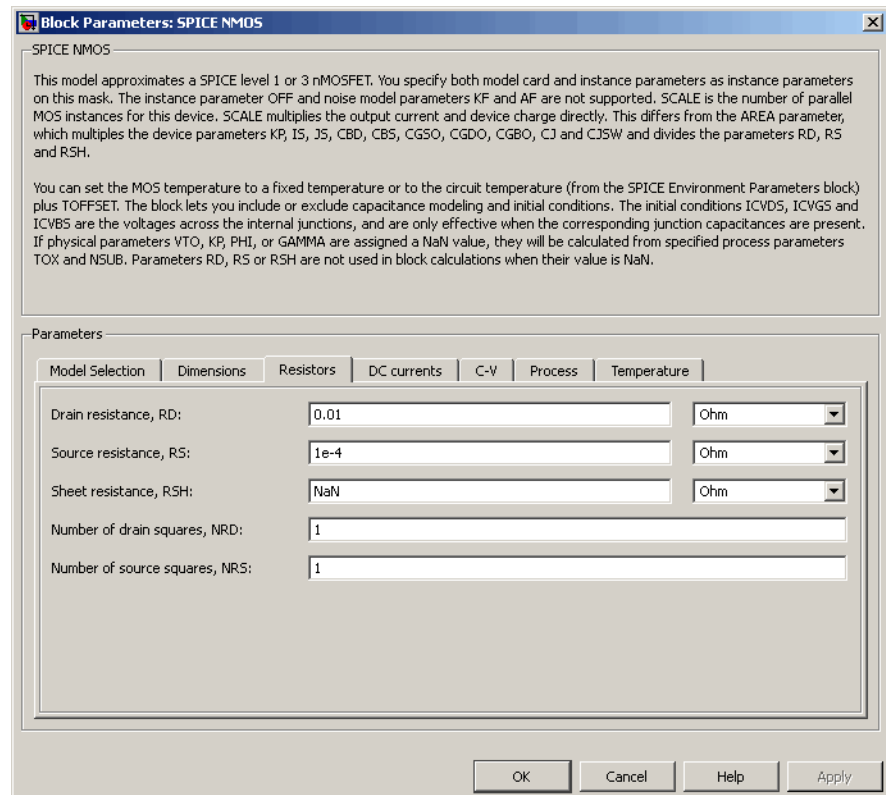 Block Parameters: SPICE NMOS
SPICE NMOS
This model approximates a SPICE level 1 or 3 nMOSFET. You specify both model card and instance parameters as instance parameters
on this mask. The instance parameter OFF and noise model parameters KF and AF are not supported. SCALE is the number of parallel
MOS instances for this device. SCALE multiplies the output current and device charge directly. This differs from the AREA parameter,
which multiples the device parameters KP, IS, JS, CBD, CBS, CGSO, CGDO, CGBO, CJ and CJSW and divides the parameters RD, RS
and RSH.
You can set the MOS temperature to a fixed temperature or to the circuit temperature (from the SPICE Environment Parameters block)
plus TOFFSET. The block lets you include or exclude capacitance modeling and initial conditions. The initial conditions ICVDS, ICVGS and
ICVBS are the voltages across the internal junctions, and are only effective when the corresponding junction capacitances are present.
If physical parameters VTO, KP, PHI, or GAMMA are assigned a NaN value, they will be calculated from specified process parameters
TOX and NSUB. Parameters RD, RS or RSH are not used in block calculations when their value is NaN.
Parameters
Model Selection Dimensions Resistors DC currents C-V Process Temperature
Drain resistance, RD: 0.01 Ohm
Source resistance, RS: 1e-4 Ohm
Sheet resistance, RSH: NaN Ohm
Number of drain squares, NRD: 1
Number of source squares, NRS: 1
OK Cancel Help Apply